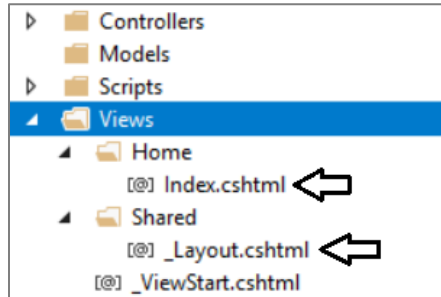 Controllers
Models
Scripts
Views
Home
[@] Index.cshtml
Shared
[@] _Layout.cshtml
[@] _ViewStart.cshtml